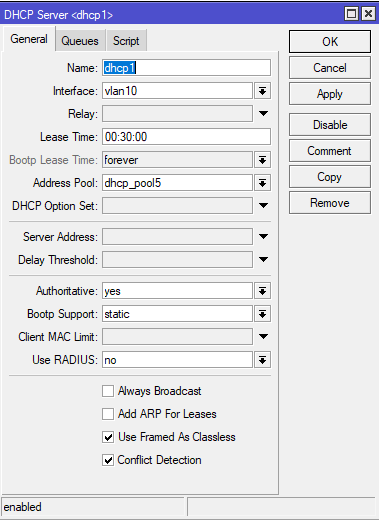 DHCP Server <dhcp1>
General Queues Script
Name: dhcp1
Interface: vlan10
Relay:
Lease Time: 00:30:00
Bootp Lease Time: forever
Address Pool: dhcp_pool5
DHCP Option Set:
Server Address:
Delay Threshold:
Authoritative: yes
Bootp Support: static
Client MAC Limit:
Use RADIUS: no
Always Broadcast
Add ARP For Leases
Use Framed As Classless
Conflict Detection
OK
Cancel
Apply
Disable
Comment
Copy
Remove
enabled